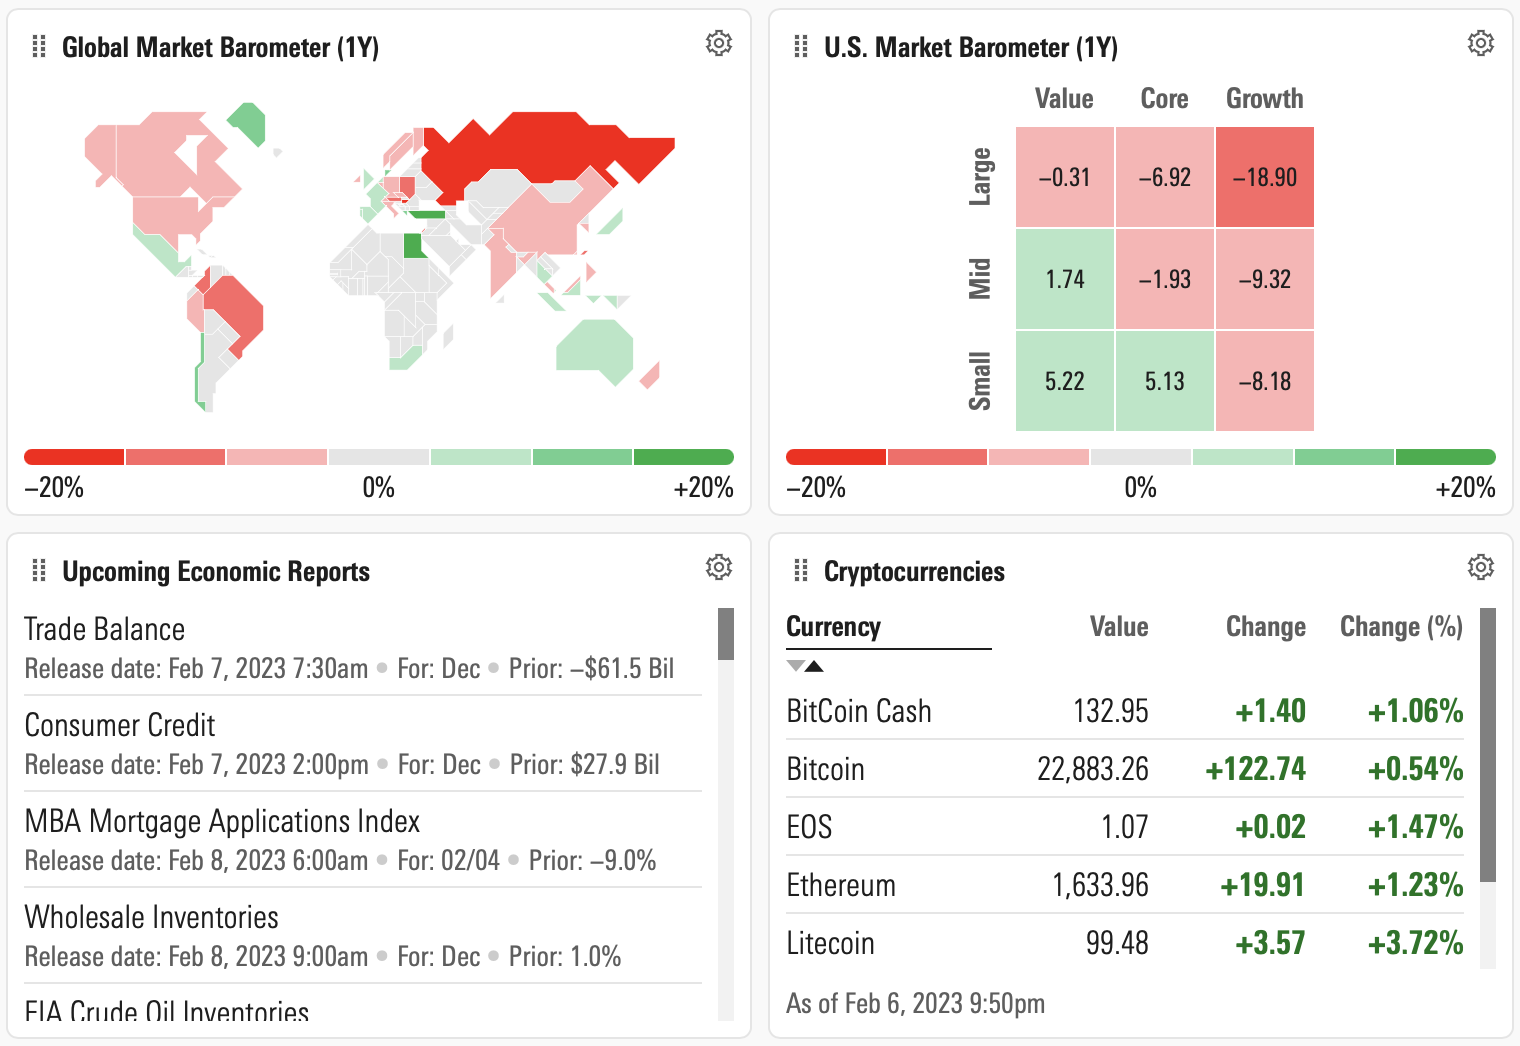 Global Market Barometer (1Y)
–20%
0%
+20%
U.S. Market Barometer (1Y)
Value Core Growth
Large
–0.31 –6.92 –18.90
Mid
1.74 –1.93 –9.32
Small
5.22 5.13 –8.18
–20%
0%
+20%
Upcoming Economic Reports
Trade Balance
Release date: Feb 7, 2023 7:30am • For: Dec • Prior: –$61.5 Bil
Consumer Credit
Release date: Feb 7, 2023 2:00pm • For: Dec • Prior: $27.9 Bil
MBA Mortgage Applications Index
Release date: Feb 8, 2023 6:00am • For: 02/04 • Prior: –9.0%
Wholesale Inventories
Release date: Feb 8, 2023 9:00am • For: Dec • Prior: 1.0%
EIA Crude Oil Inventories
Cryptocurrencies
Currency Value Change Change (%)
BitCoin Cash 132.95 +1.40 +1.06%
Bitcoin 22,883.26 +122.74 +0.54%
EOS 1.07 +0.02 +1.47%
Ethereum 1,633.96 +19.91 +1.23%
Litecoin 99.48 +3.57 +3.72%
As of Feb 6, 2023 9:50pm